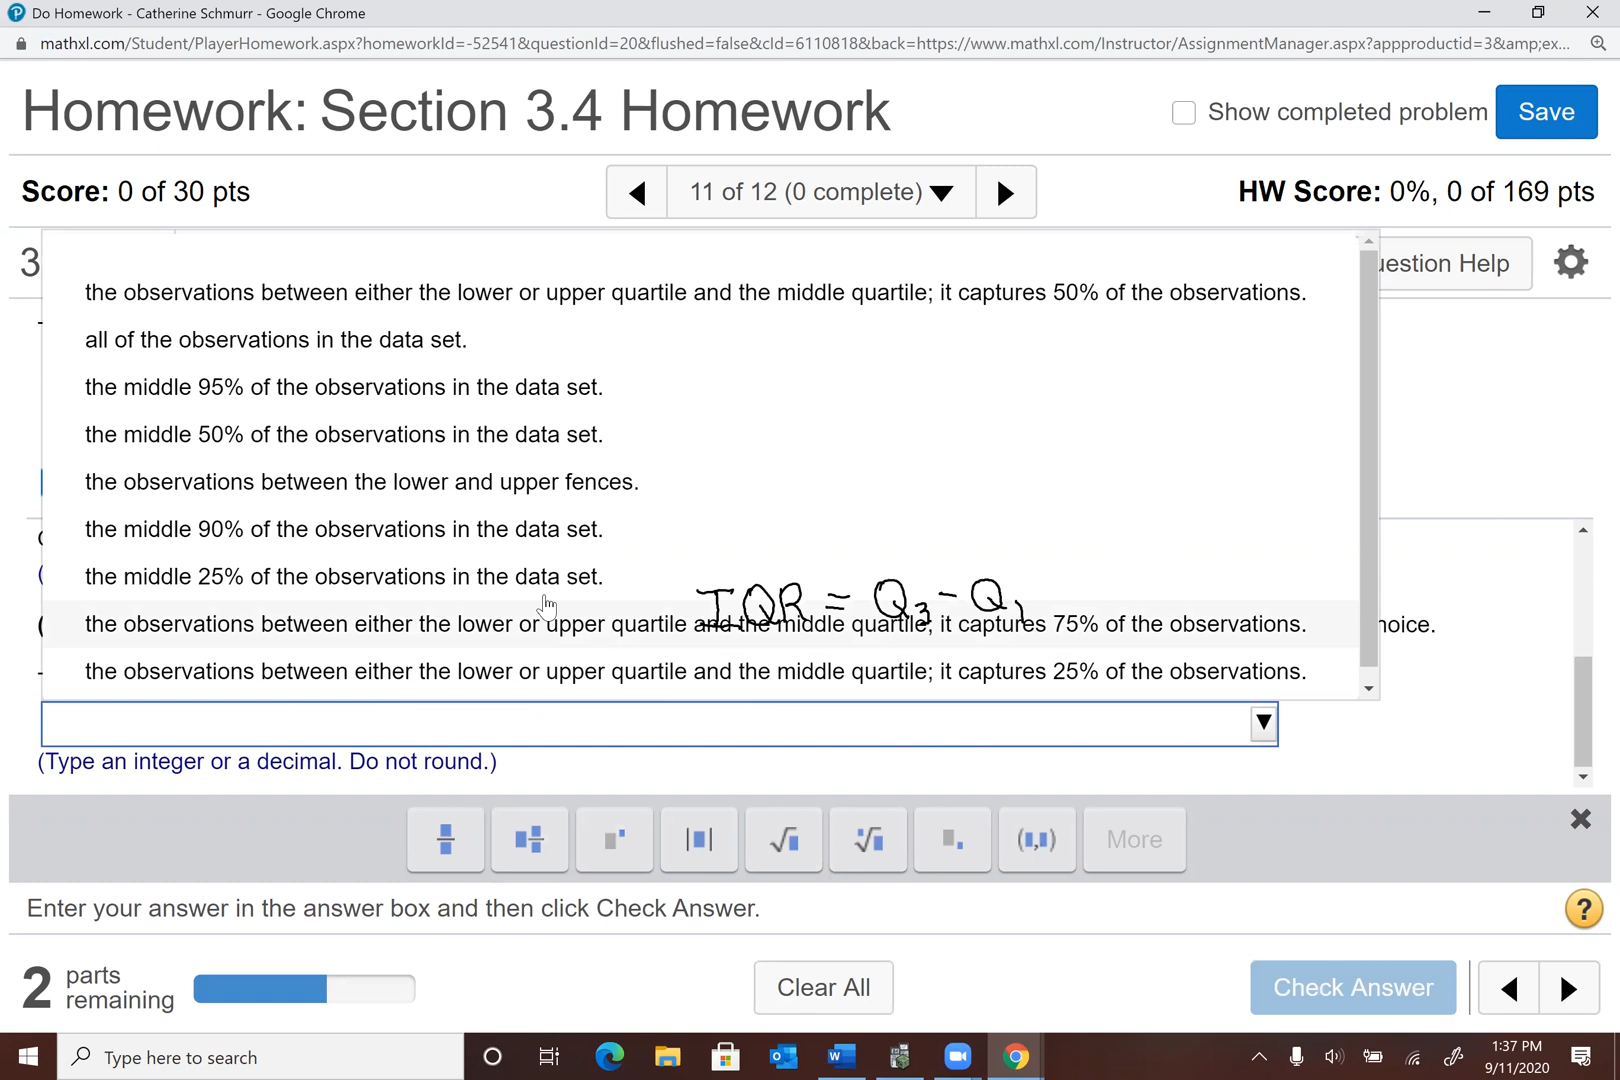 Do Homework - Catherine Schmurr - Google Chrome
mathxl.com/Student/PlayerHomework.aspx?homeworkId=-52541&questionId=20&flushed=false&cId=6110818&back=https://www.mathxl.com/Instructor/AssignmentManager.aspx?appproductid=3&amp;ex...
Homework: Section 3.4 Homework
Show completed problem
Save
Score: 0 of 30 pts
11 of 12 (0 complete)
HW Score: 0%, 0 of 169 pts
3
uestion Help
the observations between either the lower or upper quartile and the middle quartile; it captures 50% of the observations.
all of the observations in the data set.
the middle 95% of the observations in the data set.
the middle 50% of the observations in the data set.
the observations between the lower and upper fences.
the middle 90% of the observations in the data set.
the middle 25% of the observations in the data set.
IQR = Q3 - Q1
the observations between either the lower or upper quartile and the middle quartile; it captures 75% of the observations.
hoice.
the observations between either the lower or upper quartile and the middle quartile; it captures 25% of the observations.
(Type an integer or a decimal. Do not round.)
More
Enter your answer in the answer box and then click Check Answer.
?
2 parts remaining
Clear All
Check Answer
Type here to search
1:37 PM
9/11/2020